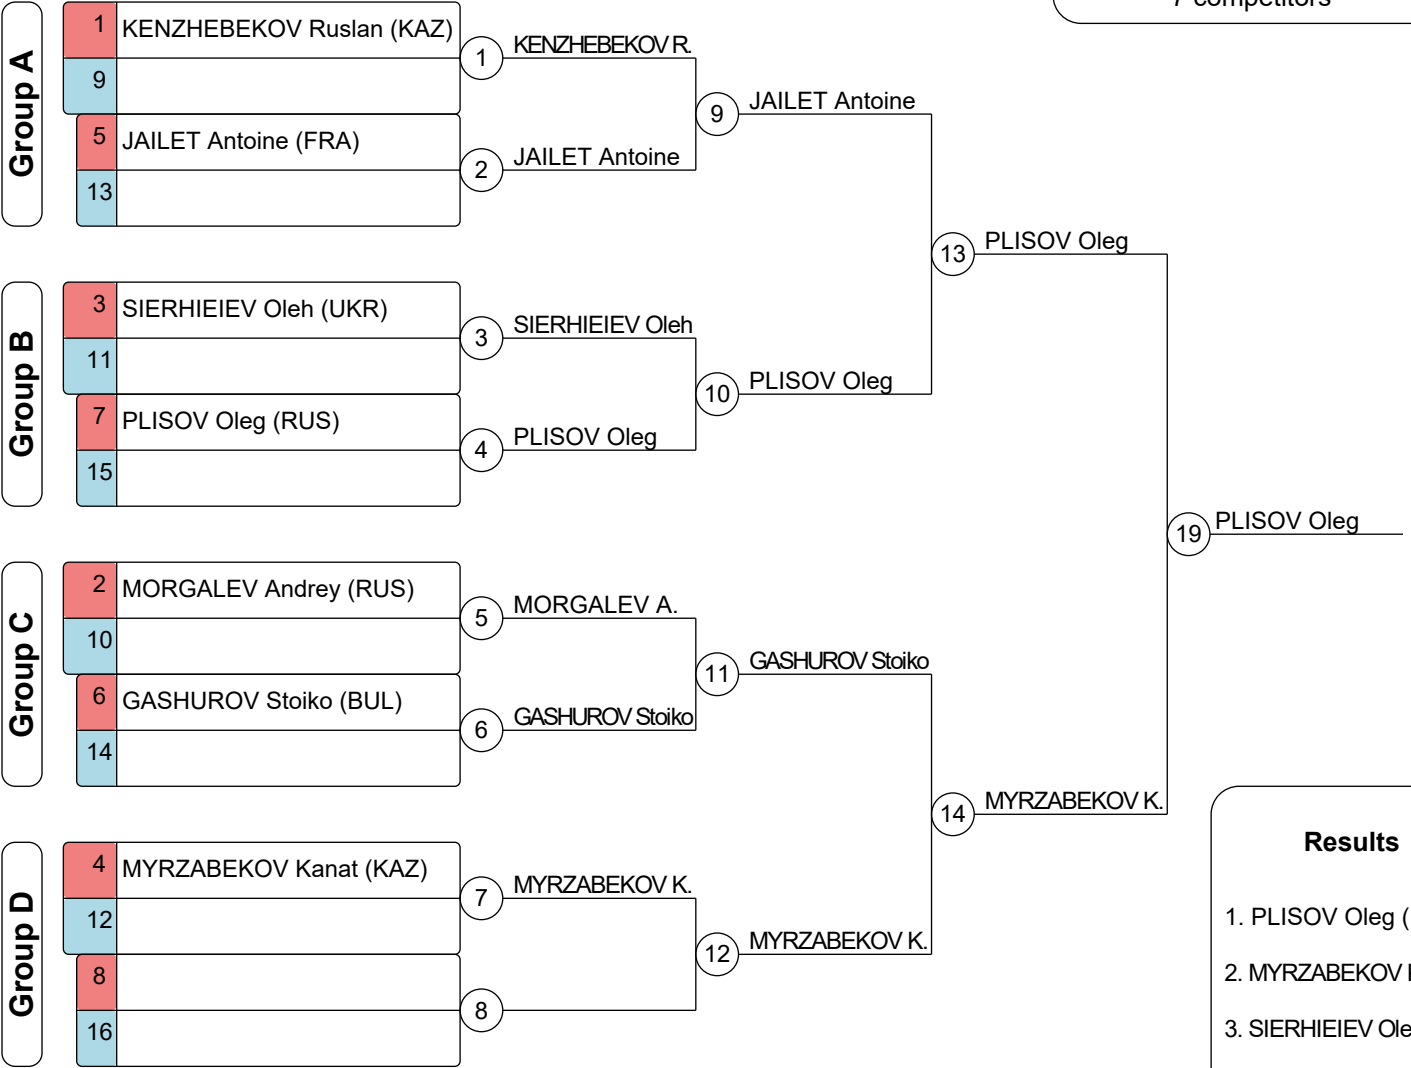 7 competitors
Group A
1 KENZHEBEKOV Ruslan (KAZ)
9
5 JAILET Antoine (FRA)
13
1 KENZHEBEKOV R.
2 JAILET Antoine
9 JAILET Antoine
Group B
3 SIERHIEIEV Oleh (UKR)
11
7 PLISOV Oleg (RUS)
15
3 SIERHIEIEV Oleh
4 PLISOV Oleg
10 PLISOV Oleg
13 PLISOV Oleg
Group C
2 MORGALEV Andrey (RUS)
10
6 GASHUROV Stoiko (BUL)
14
5 MORGALEV A.
6 GASHUROV Stoiko
11 GASHUROV Stoiko
Group D
4 MYRZABEKOV Kanat (KAZ)
12
8
16
7 MYRZABEKOV K.
8
12 MYRZABEKOV K.
14 MYRZABEKOV K.
19 PLISOV Oleg
Results
1. PLISOV Oleg (
2. MYRZABEKOV
3. SIERHIEIEV Ole